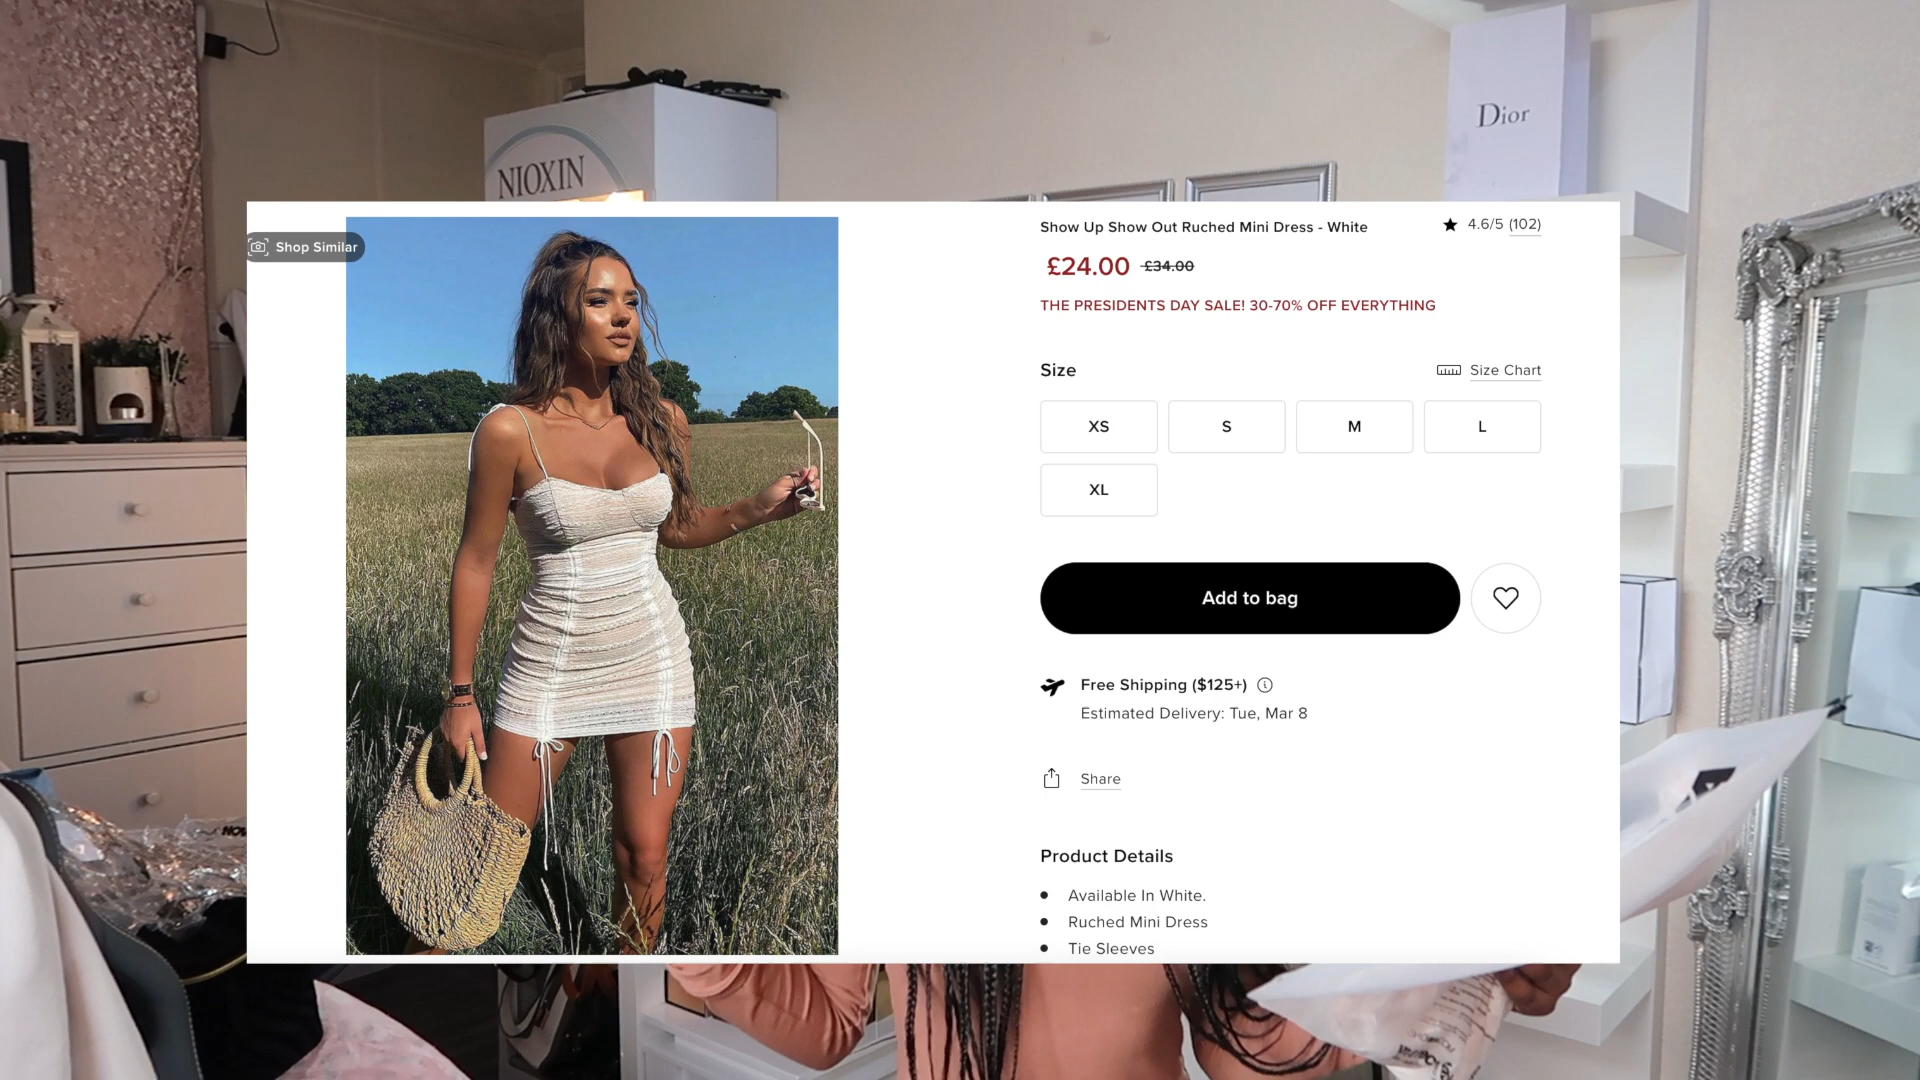 Dior
NIOXIN
Shop Similar
Show Up Show Out Ruched Mini Dress - White
4.6/5 (102)
£24.00 £34.00
THE PRESIDENTS DAY SALE! 30-70% OFF EVERYTHING
Size
Size Chart
XS
S
M
L
XL
Add to bag
Free Shipping ($125+)
Estimated Delivery: Tue, Mar 8
Share
Product Details
Available In White.
Ruched Mini Dress
Tie Sleeves